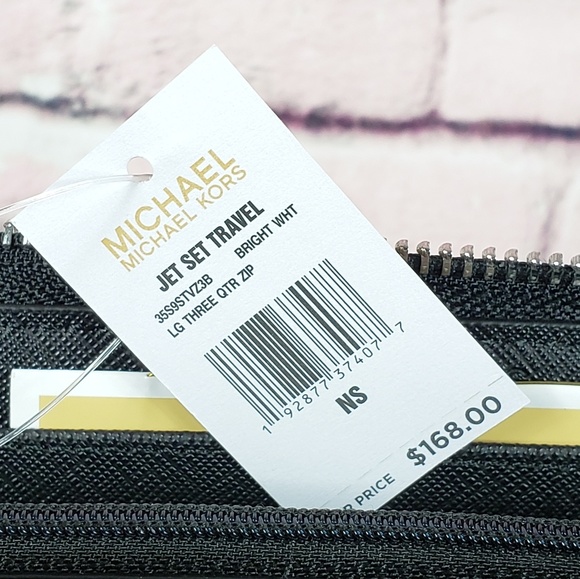 MICHAEL
MICHAEL KORS
JET SET TRAVEL
35S9STVZ3B BRIGHT WHT
LG THREE QTR ZIP
1 92877 37407 7
NS
PRICE $168.00